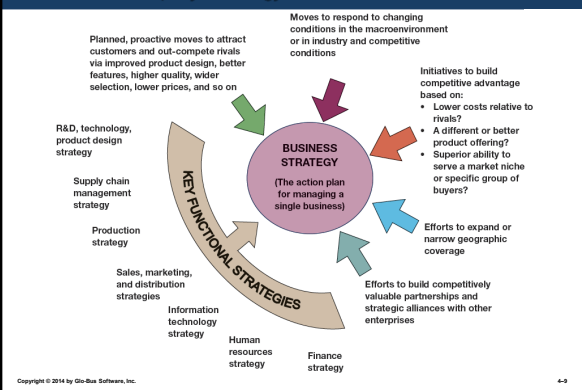 Moves to respond to changing
conditions in the macroenvironment
or in industry and competitive
conditions
Planned, proactive moves to attract
customers and out-compete rivals
via improved product design, better
features, higher quality, wider
selection, lower prices, and so on
Initiatives to build
competitive advantage
based on:
• Lower costs relative to
rivals?
• A different or better
product offering?
• Superior ability to
serve a market niche
or specific group of
buyers?
BUSINESS
STRATEGY
(The action plan
for managing a
single business)
R&D, technology,
product design
strategy
Supply chain
management
strategy
Production
strategy
Sales, marketing,
and distribution
strategies
Information
technology
strategy
Human
resources
strategy
Finance
strategy
KEY FUNCTIONAL STRATEGIES
Efforts to expand or
narrow geographic
coverage
Efforts to build competitively
valuable partnerships and
strategic alliances with other
enterprises
Copyright © 2014 by Glo-Bus Software, Inc.
4–9